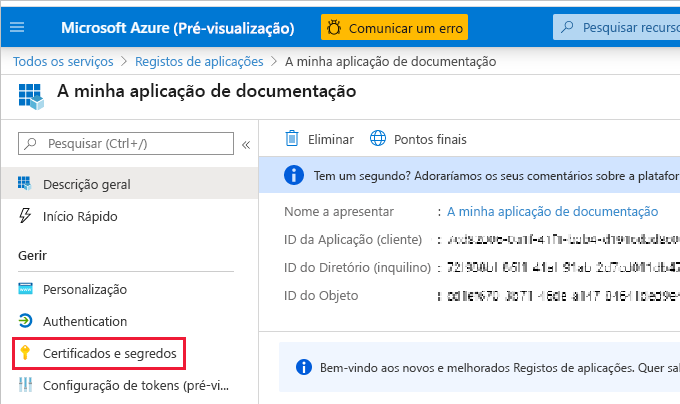 Microsoft Azure (Pré-visualização)
Comunicar um erro
Pesquisar recurso
Todos os serviços > Registos de aplicações > A minha aplicação de documentação
A minha aplicação de documentação
Pesquisar (Ctrl+/)
«
Eliminar
Pontos finais
Descrição geral
Tem um segundo? Adoraríamos os seus comentários sobre a platafor
Início Rápido
Nome a apresentar : A minha aplicação de documentação
ID da Aplicação (cliente) :
Gerir
ID do Diretório (inquilino) :
Personalização
ID do Objeto :
Authentication
Certificados e segredos
Bem-vindo aos novos e melhorados Registos de aplicações. Quer sal
Configuração de tokens (pré-vi...